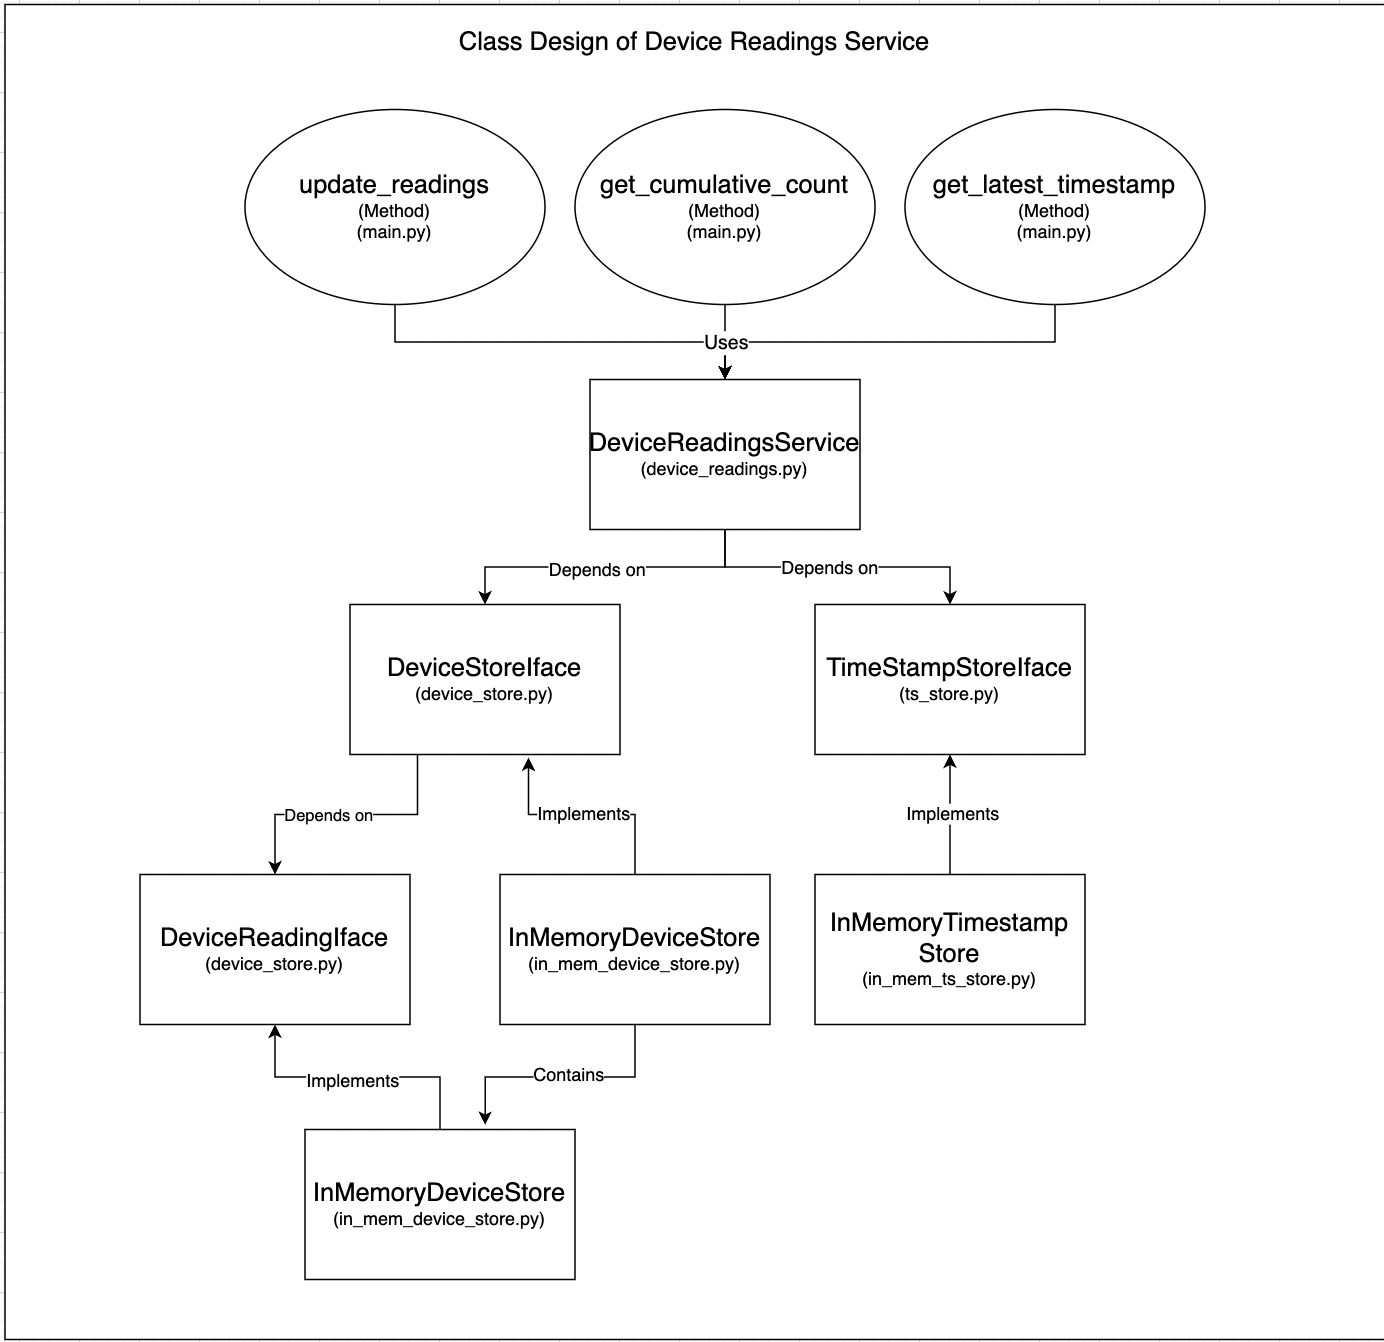 Class Design of Device Readings Service
update_readings
(Method)
(main.py)
get_cumulative_count
(Method)
(main.py)
get_latest_timestamp
(Method)
(main.py)
Uses
DeviceReadingsService
(device_readings.py)
Depends on
Depends on
DeviceStoreIface
(device_store.py)
TimeStampStoreIface
(ts_store.py)
Depends on
Implements
Implements
DeviceReadingIface
(device_store.py)
InMemoryDeviceStore
(in_mem_device_store.py)
InMemoryTimestamp
Store
(in_mem_ts_store.py)
Implements
Contains
InMemoryDeviceStore
(in_mem_device_store.py)